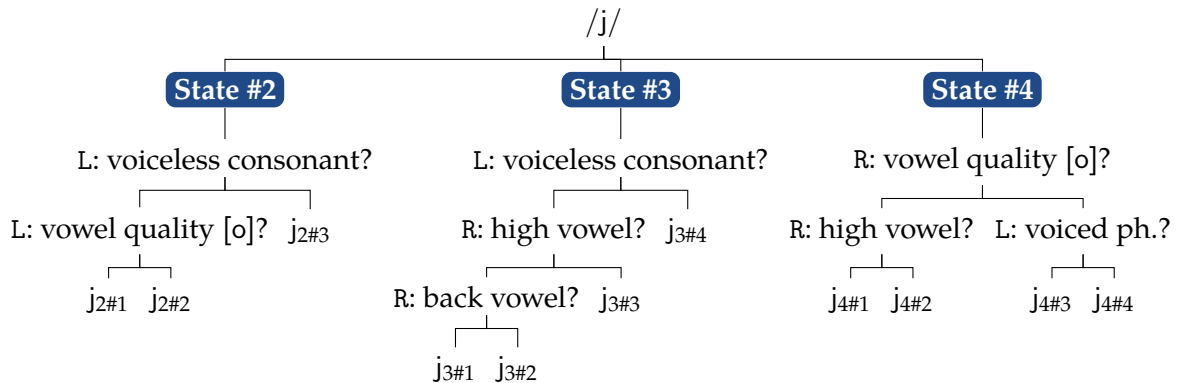 /j/
State #2 State #3 State #4
L: voiceless consonant? L: voiceless consonant? R: vowel quality [o]?
L: vowel quality [o]? j2#3 R: high vowel? j3#4 R: high vowel? L: voiced ph.?
j2#1 j2#2 R: back vowel? j3#3 j4#1 j4#2 j4#3 j4#4
j3#1 j3#2